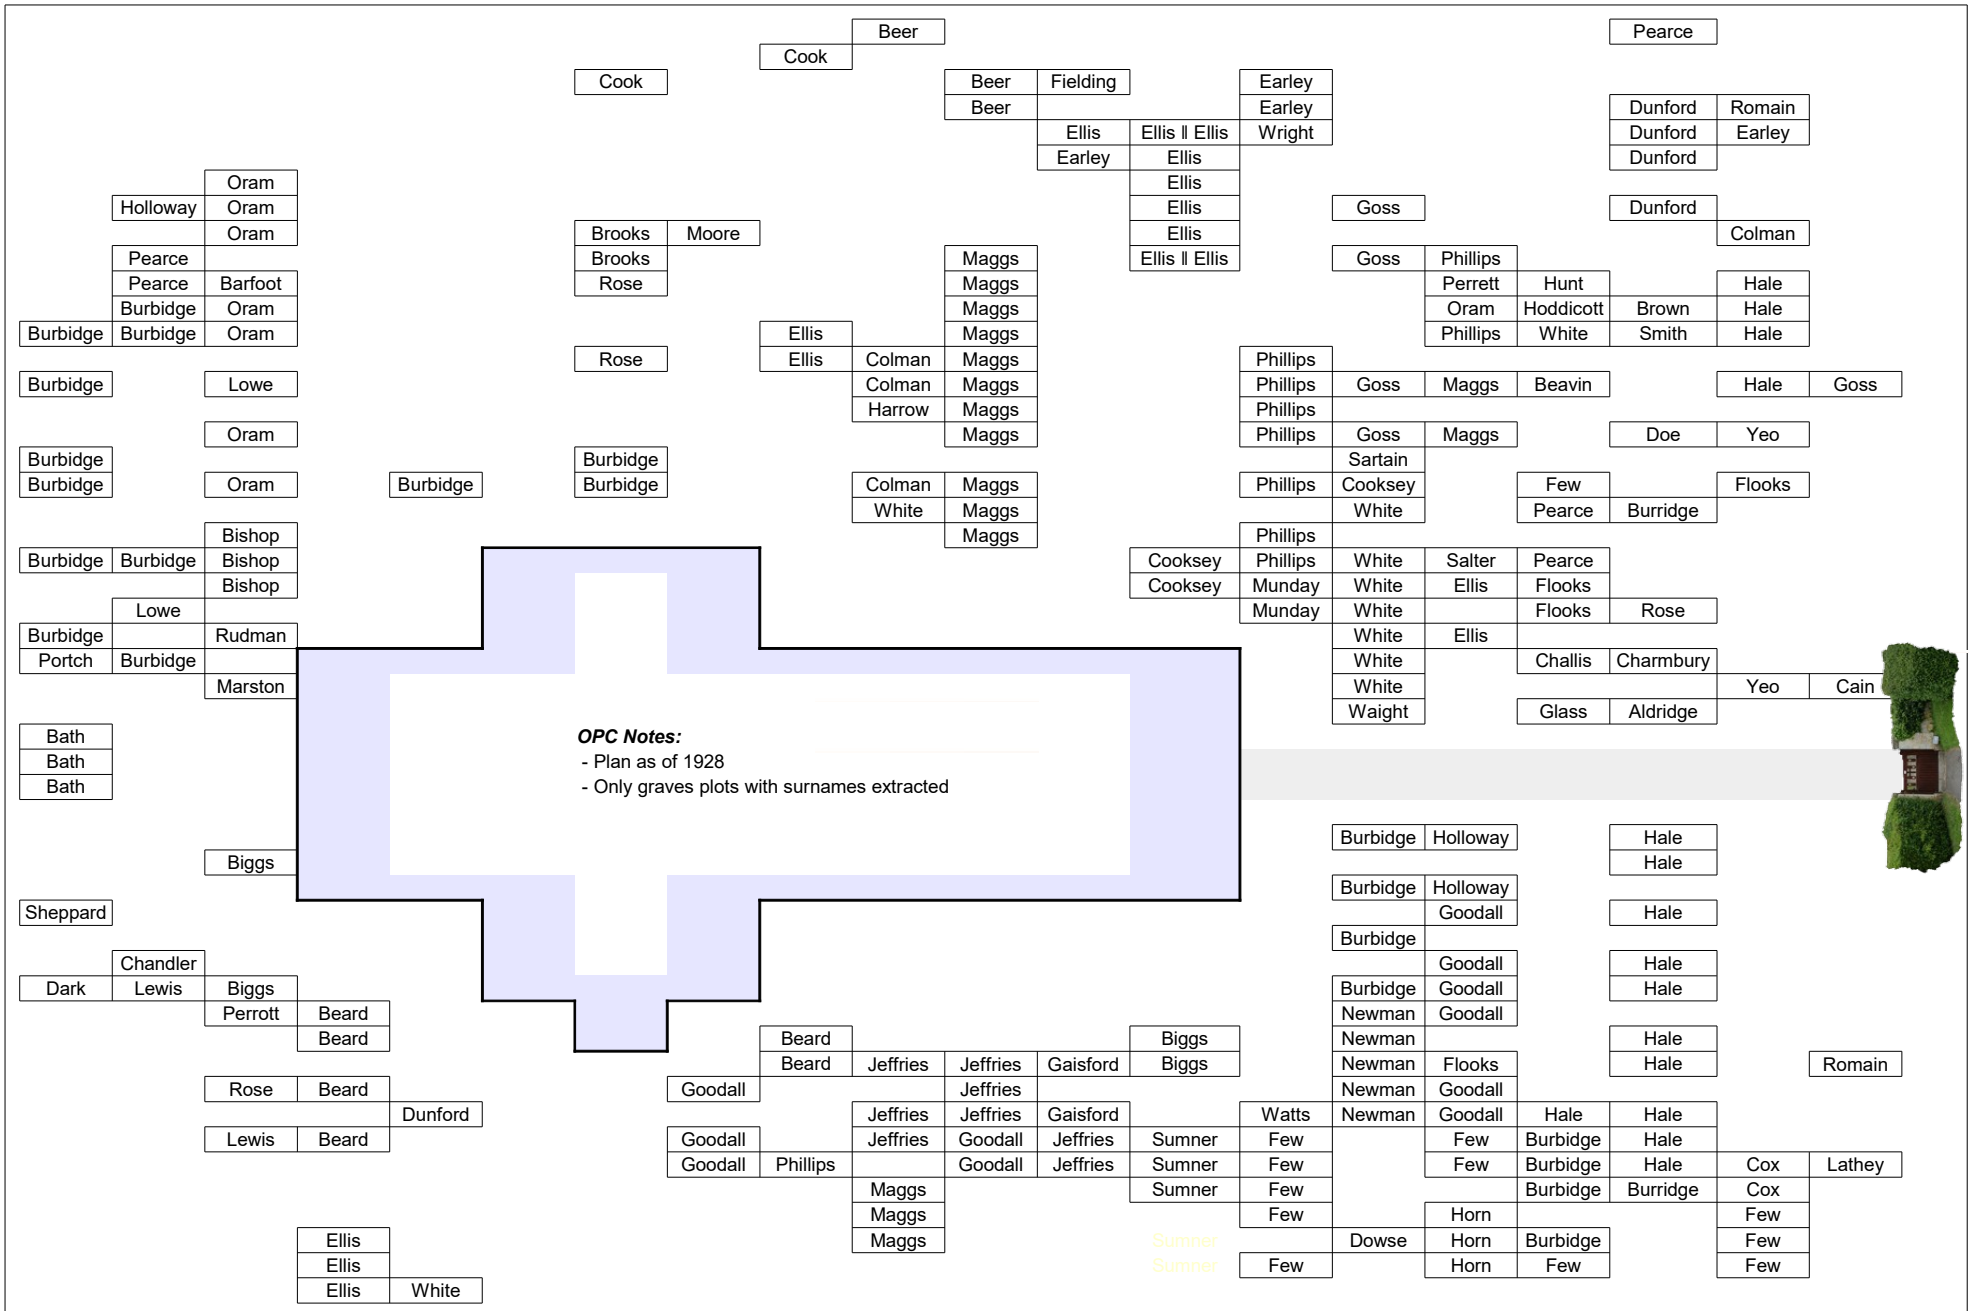 Beer Pearce
Cook
Cook Beer Fielding Earley
Beer Earley Dunford Romain
Ellis Ellis ‖ Ellis Wright Dunford Earley
Earley Ellis Dunford
Oram Ellis
Holloway Oram Ellis Goss Dunford
Oram Brooks Moore Ellis Colman
Pearce Brooks Maggs Ellis ‖ Ellis Goss Phillips
Pearce Barfoot Rose Maggs Perrett Hunt Hale
Burbidge Oram Maggs Oram Hoddicott Brown Hale
Burbidge Burbidge Oram Ellis Maggs Phillips White Smith Hale
Rose Ellis Colman Maggs Phillips
Burbidge Lowe Colman Maggs Phillips Goss Maggs Beavin Hale Goss
Harrow Maggs Phillips
Oram Maggs Phillips Goss Maggs Doe Yeo
Burbidge Burbidge Sartain
Burbidge Oram Burbidge Burbidge Colman Maggs Phillips Cooksey Few Flooks
White Maggs White Pearce Burridge
Bishop Maggs Phillips
Burbidge Burbidge Bishop Cooksey Phillips White Salter Pearce
Bishop Cooksey Munday White Ellis Flooks
Lowe Munday White Flooks Rose
Burbidge Rudman White Ellis
Portch Burbidge White Challis Charmbury
Marston White Yeo Cain
Waight Glass Aldridge
Bath OPC Notes:
Bath - Plan as of 1928
Bath - Only graves plots with surnames extracted
Burbidge Holloway Hale
Biggs Hale
Burbidge Holloway
Sheppard Goodall Hale
Burbidge
Chandler Goodall Hale
Dark Lewis Biggs Burbidge Goodall Hale
Perrott Beard Newman Goodall
Beard Beard Biggs Newman Hale
Beard Jeffries Jeffries Gaisford Biggs Newman Flooks Hale Romain
Rose Beard Goodall Jeffries Newman Goodall
Dunford Jeffries Jeffries Gaisford Watts Newman Goodall Hale Hale
Lewis Beard Goodall Jeffries Goodall Jeffries Sumner Few Few Burbidge Hale
Goodall Phillips Goodall Jeffries Sumner Few Few Burbidge Hale Cox Lathey
Maggs Sumner Few Burbidge Burridge Cox
Maggs Few Horn Few
Ellis Maggs Sumner Dowse Horn Burbidge Few
Ellis Sumner Few Horn Few Few
Ellis White